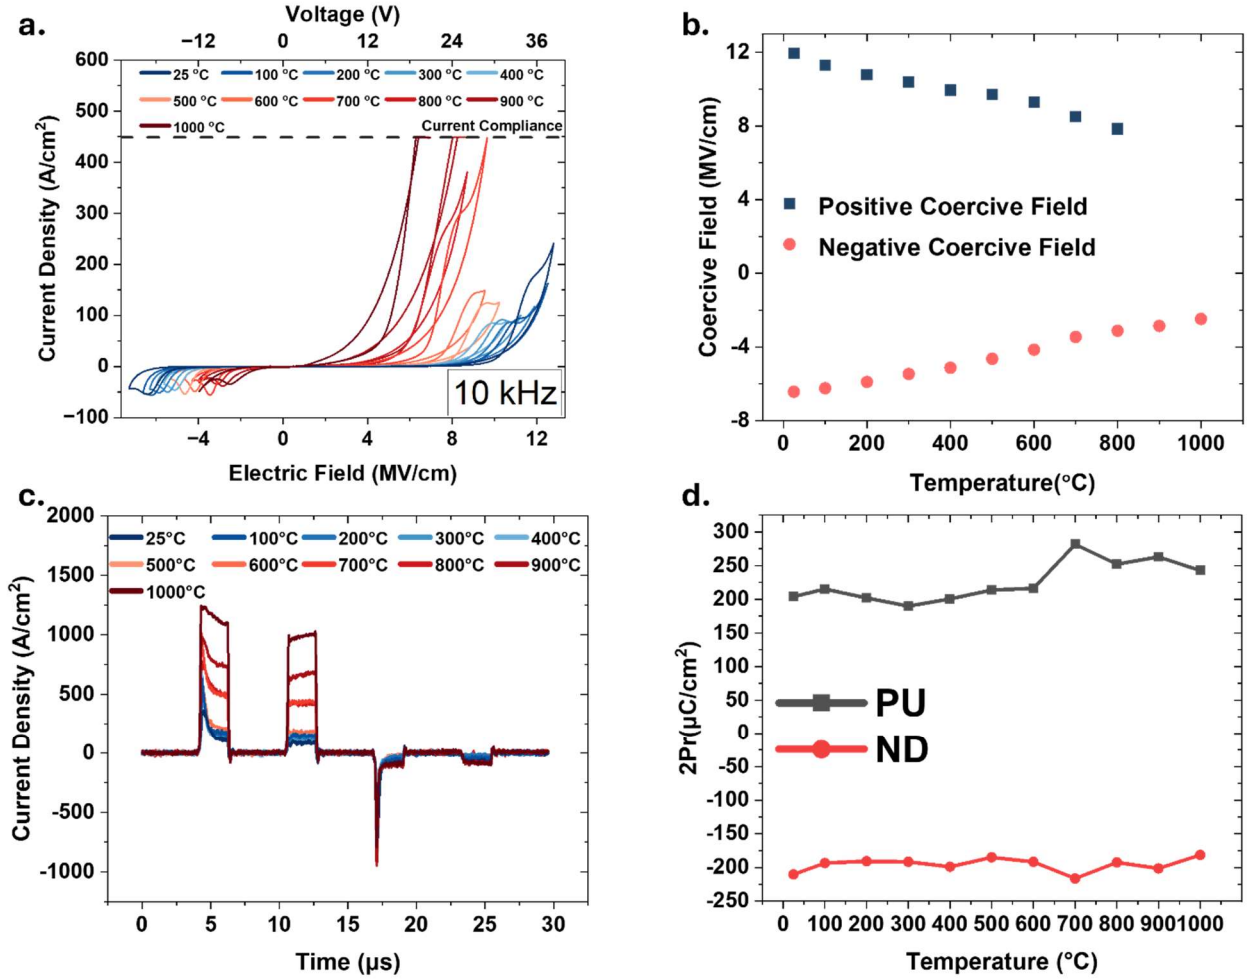 a.
Voltage (V)
−12 0 12 24 36
600
500
400
300
200
100
0
−100
Current Density (A/cm²)
25 °C 100 °C 200 °C 300 °C 400 °C
500 °C 600 °C 700 °C 800 °C 900 °C
1000 °C Current Compliance
10 kHz
−4 0 4 8 12
Electric Field (MV/cm)
b.
12
8
4
0
-4
-8
Coercive Field (MV/cm)
Positive Coercive Field
Negative Coercive Field
0 200 400 600 800 1000
Temperature(°C)
c.
2000
1500
1000
500
0
-500
-1000
Current Density (A/cm²)
25°C 100°C 200°C 300°C 400°C
500°C 600°C 700°C 800°C 900°C
1000°C
0 5 10 15 20 25 30
Time (µs)
d.
300
250
200
150
100
50
0
-50
-100
-150
-200
-250
2Pr(µC/cm²)
PU
ND
0 100 200 300 400 500 600 700 800 9001000
Temperature (°C)